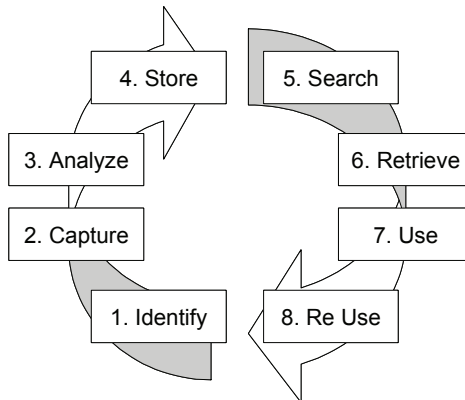 4. Store
5. Search
3. Analyze
6. Retrieve
2. Capture
7. Use
1. Identify
8. Re Use